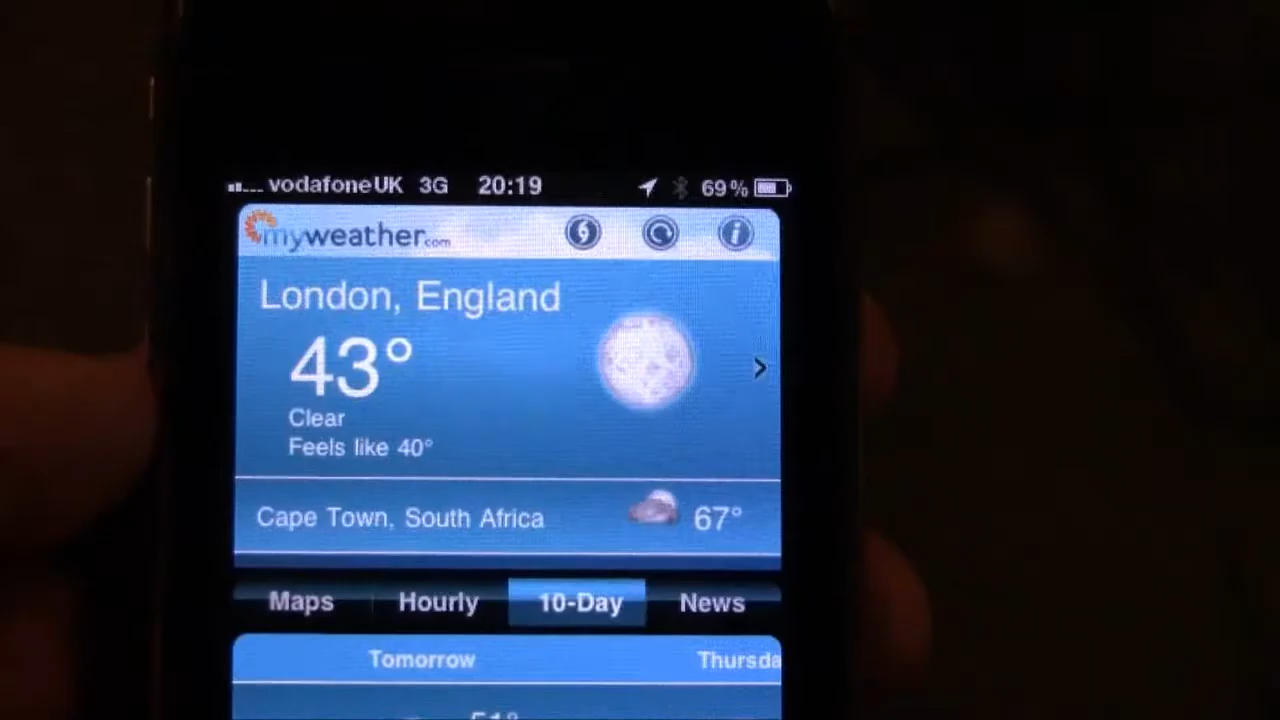 vodafoneUK 3G 20:19 69%
myweather.com
London, England
43°
Clear
Feels like 40°
Cape Town, South Africa 67°
Maps Hourly 10-Day News
Tomorrow Thursda
51°